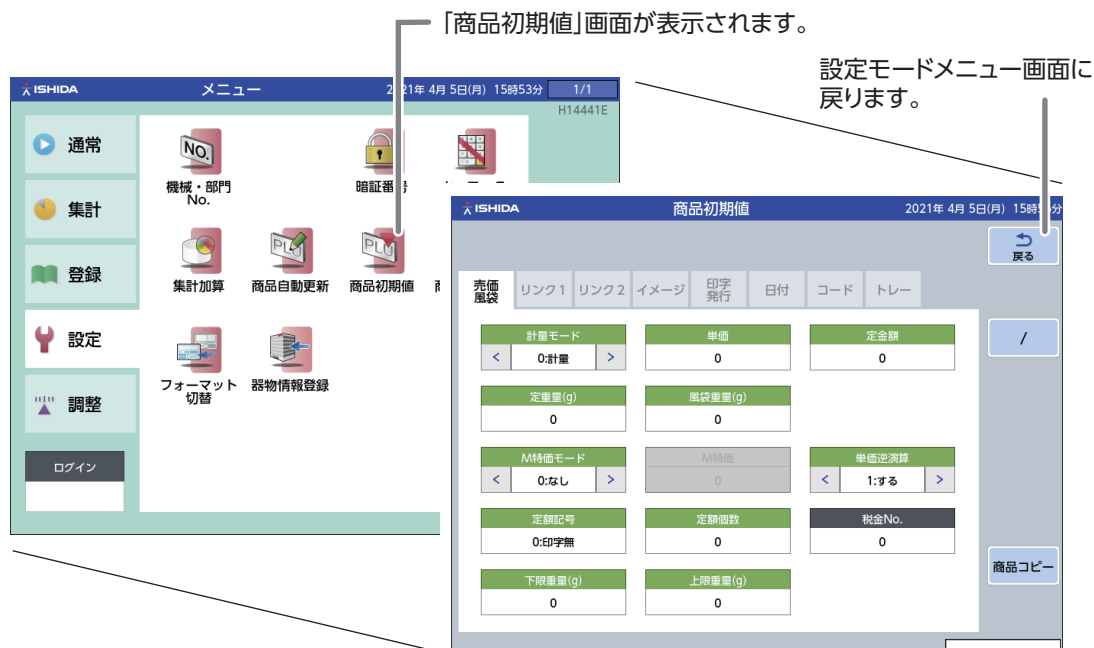 「商品初期値」画面が表示されます。
設定モードメニュー画面に
戻ります。
ISHIDA メニュー 2021年 4月 5日(月) 15時53分 1/1
H14441E
通常
集計
登録
設定
調整
ログイン
NO.
機械・部門
No.
暗証番号
集計加算
PLU
商品自動更新
PLU
商品初期値
フォーマット
切替
器物情報登録
ISHIDA 商品初期値 2021年 4月 5日(月) 15時 分
戻る
売価
風袋
リンク1 リンク2 イメージ 印字
発行
日付 コード トレー
/
計量モード 単価 定金額
< 0:計量 > 0 0
定重量(g) 風袋重量(g)
0 0
M特価モード M特価 単価逆演算
< 0:なし > 0 < 1:する >
定額記号 定額個数 税金No.
0:印字無 0 0
商品コピー
下限重量(g) 上限重量(g)
0 0